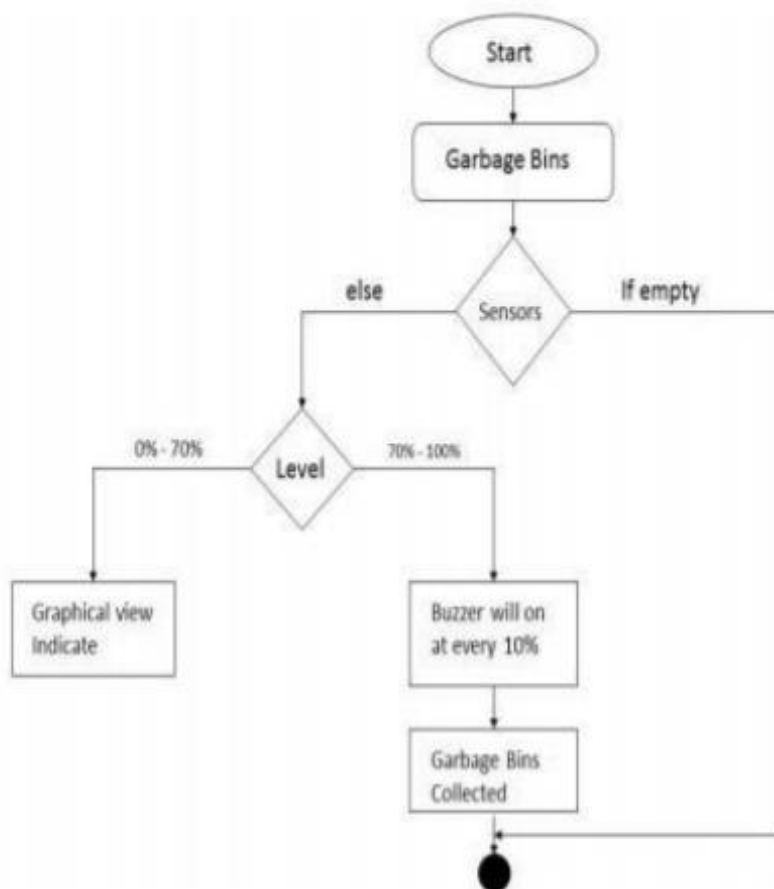 Start
Garbage Bins
Sensors
else
If empty
Level
0% - 70%
70% - 100%
Graphical view
Indicate
Buzzer will on
at every 10%
Garbage Bins
Collected